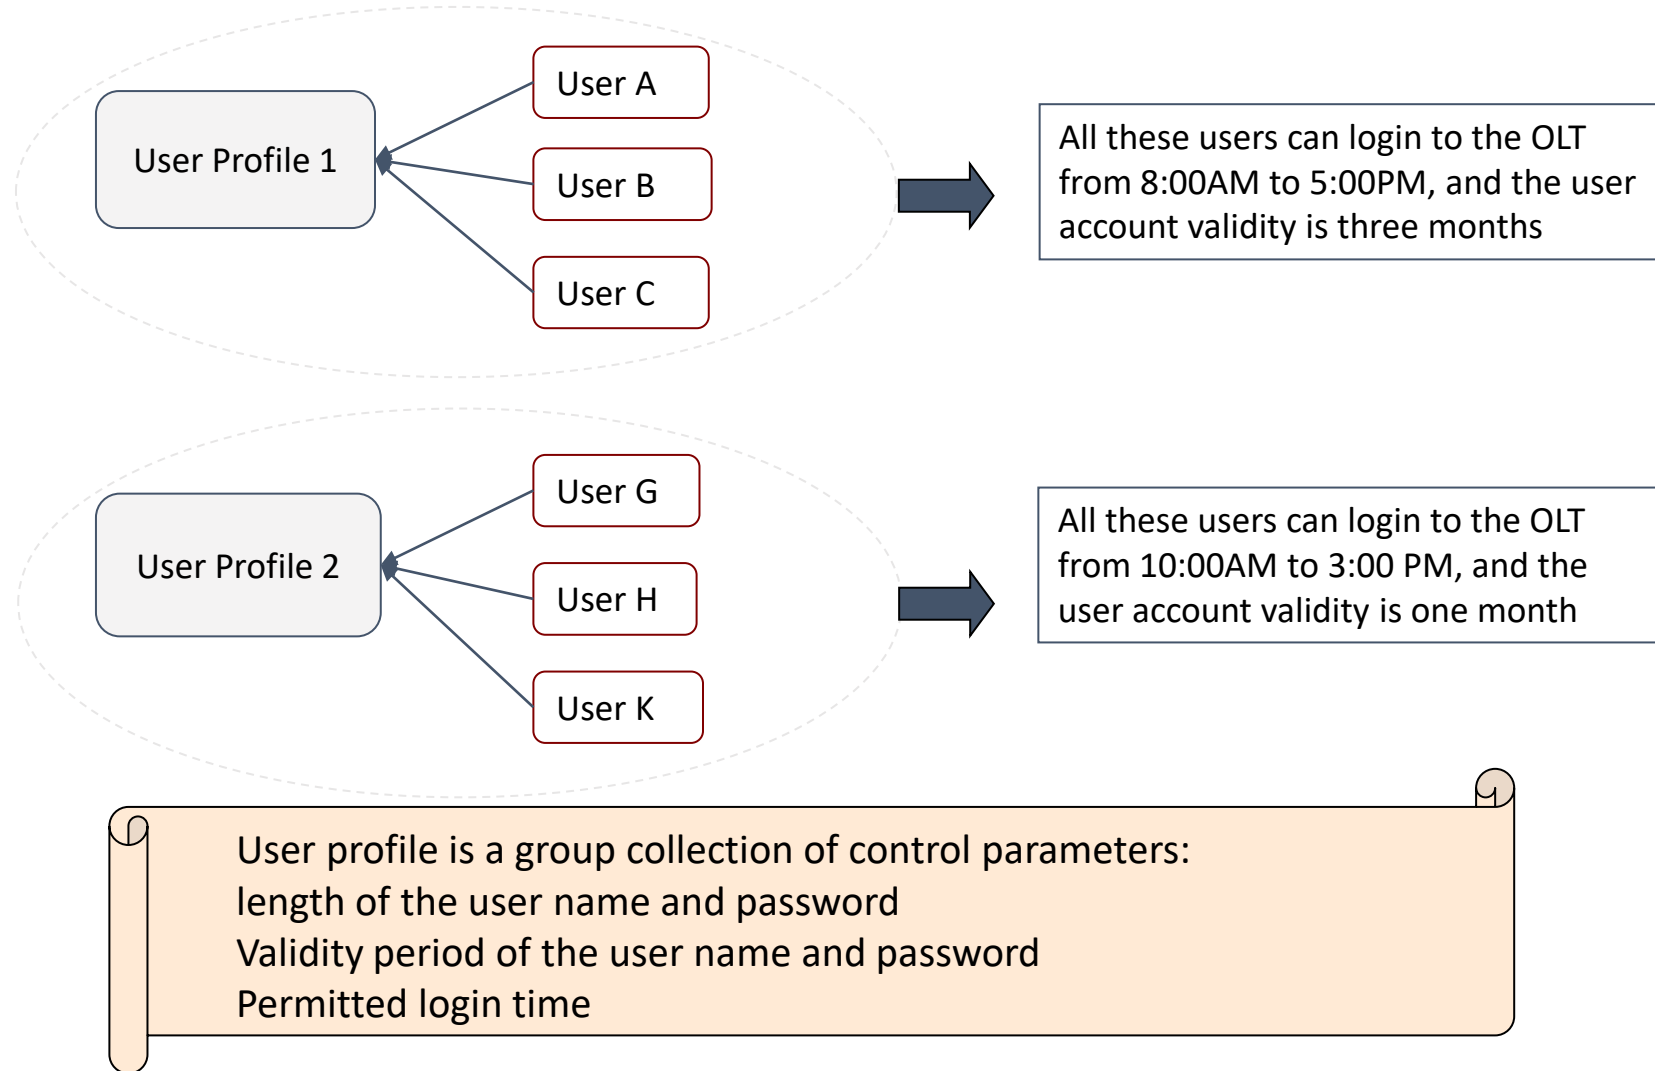 User Profile 1
User A
User B
User C
All these users can login to the OLT
from 8:00AM to 5:00PM, and the user
account validity is three months
User Profile 2
User G
User H
User K
All these users can login to the OLT
from 10:00AM to 3:00 PM, and the
user account validity is one month
User profile is a group collection of control parameters:
length of the user name and password
Validity period of the user name and password
Permitted login time